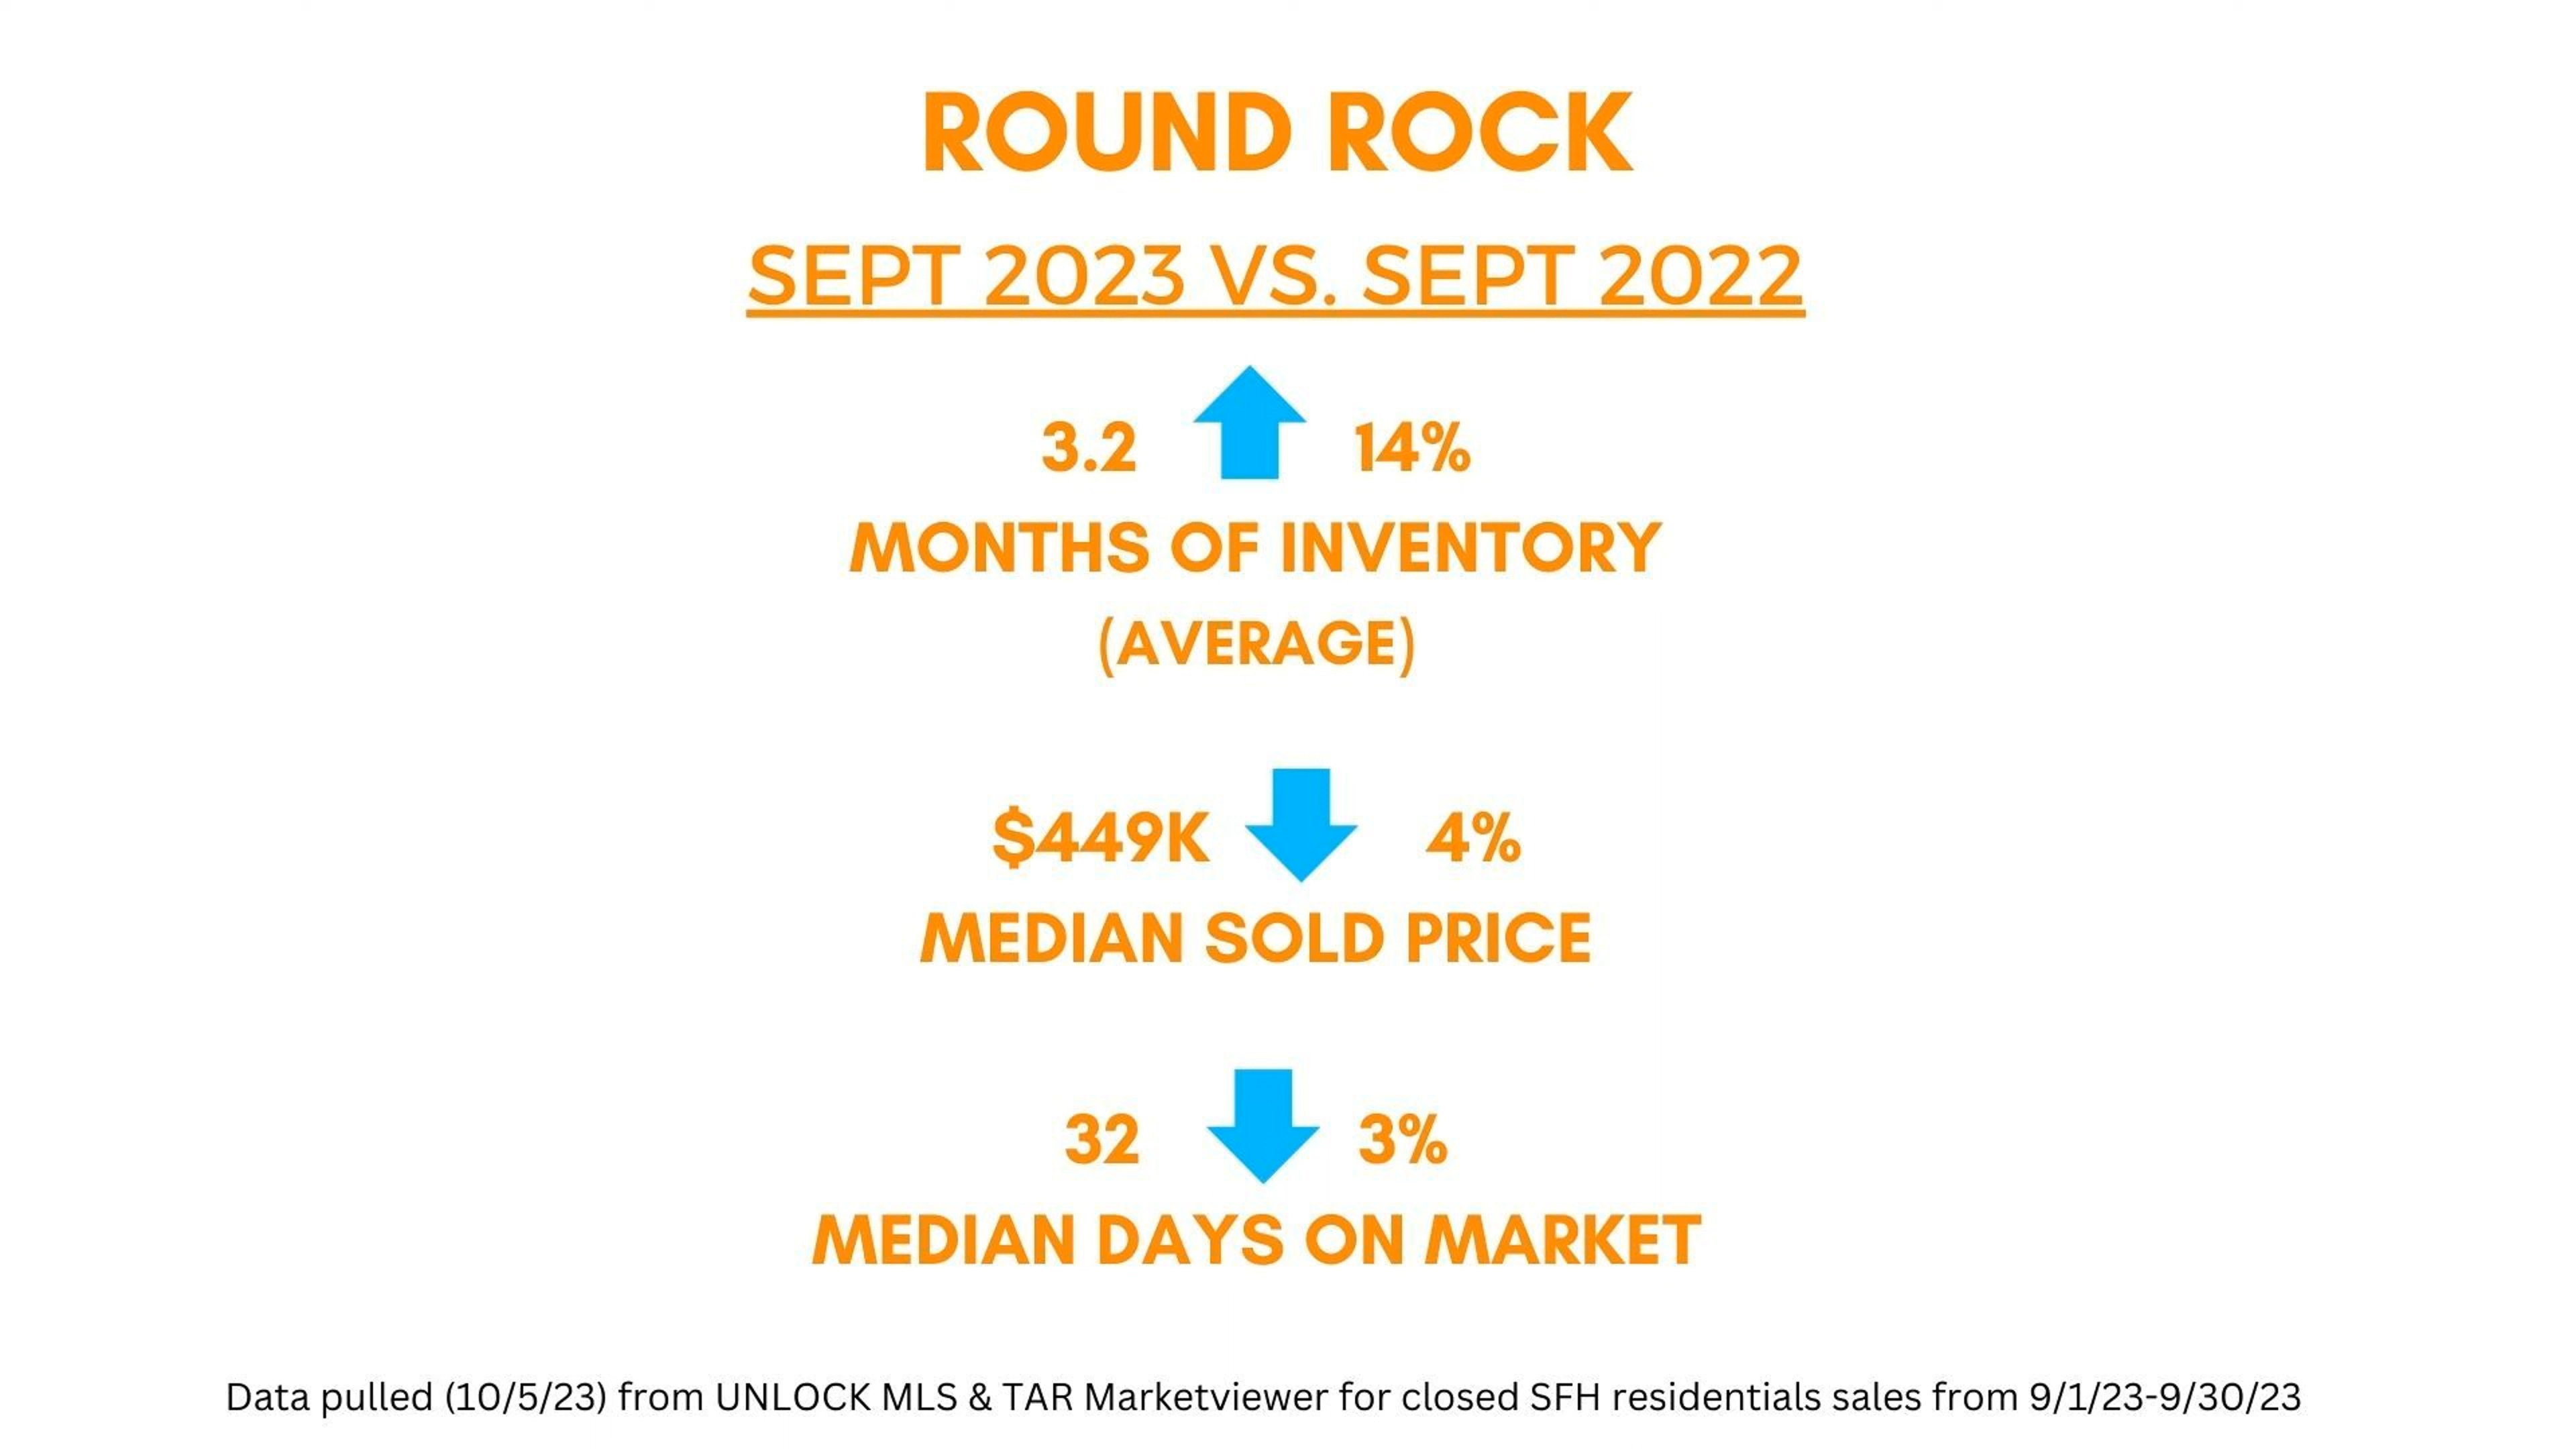 ROUND ROCK
SEPT 2023 VS. SEPT 2022
3.2 14%
MONTHS OF INVENTORY
(AVERAGE)
$449K 4%
MEDIAN SOLD PRICE
32 3%
MEDIAN DAYS ON MARKET
Data pulled (10/5/23) from UNLOCK MLS & TAR Marketviewer for closed SFH residentials sales from 9/1/23-9/30/23